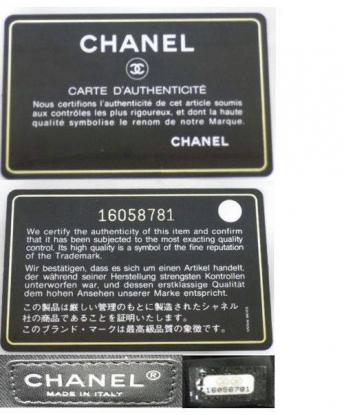 CHANEL
CARTE D'AUTHENTICITÉ
Nous certifions l'authenticité de cet article soumis
aux contrôles les plus rigoureux, et dont la haute
qualité symbolise le renom de notre Marque.
CHANEL
16058781
We certify the authenticity of this item and confirm
that it has been subjected to the most exacting quality
control. Its high quality is a symbol of the fine reputation
of the Trademark.
Wir bestätigen, dass es sich um einen Artikel handelt,
der während seiner Herstellung strengsten Kontrollen
unterworfen war, und dessen erstklassige Qualität
dem hohen Ansehen unserer Marke entspricht.
この製品は厳しい管理のもとに製造されたシャネル
社の商品であることを証明いたします。
このブランド・マークは最高級品質の象徴です。
CHANEL®
MADE IN ITALY
16058781